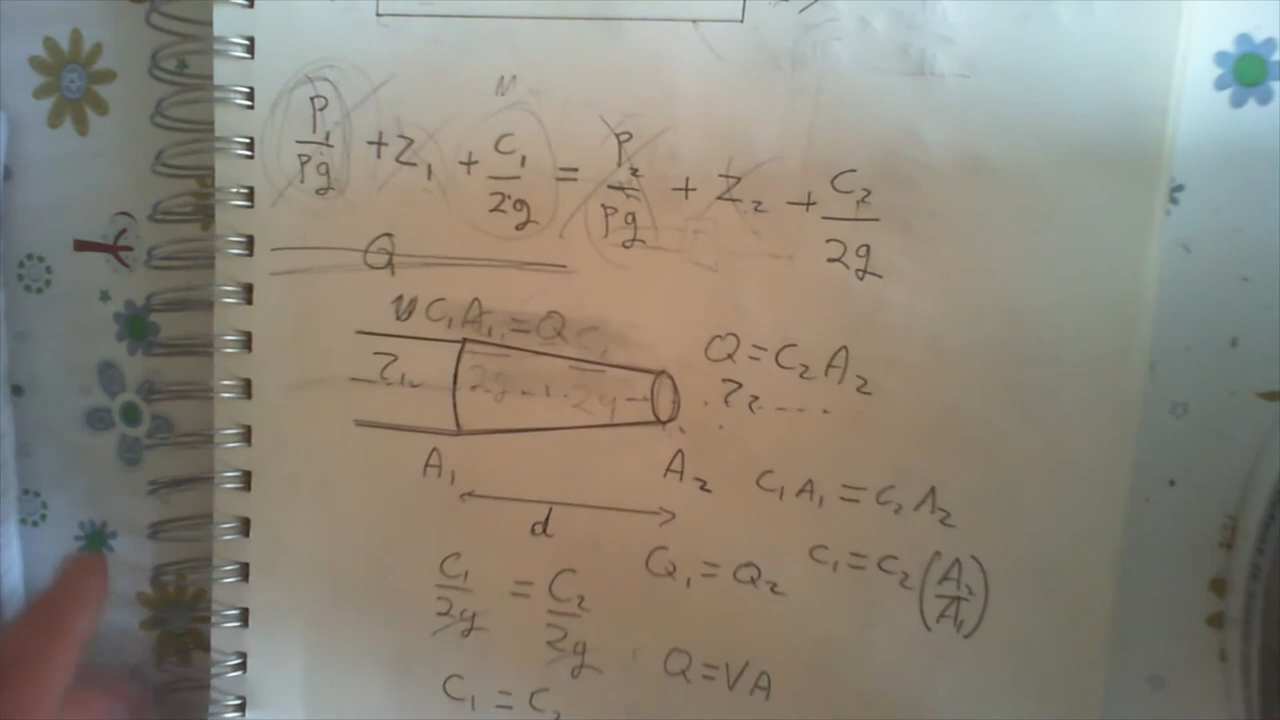 P₁/ρg + Z₁ + C₁/2g = P₂/ρg + Z₂ + C₂/2g
Q
C₁A₁ = Q
Q = C₂A₂
Z₁
Z₂
A₁
A₂
C₁A₁ = C₂A₂
d
Q₁ = Q₂
C₁ = C₂(A₂/A₁)
C₁/2g = C₂/2g
Q = VA
C₁ = C₂